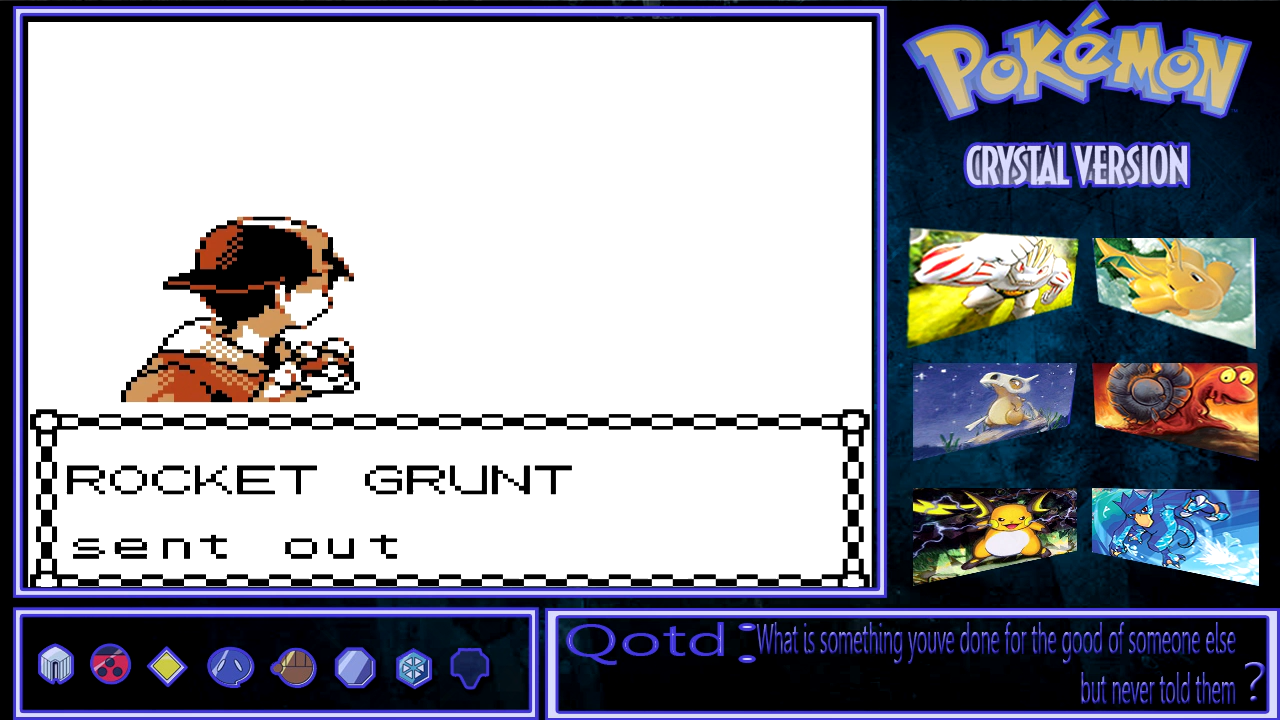 POKéMON
CRYSTAL VERSION
ROCKET GRUNT
sent out
Qotd : What is something youve done for the good of someone else
but never told them ?